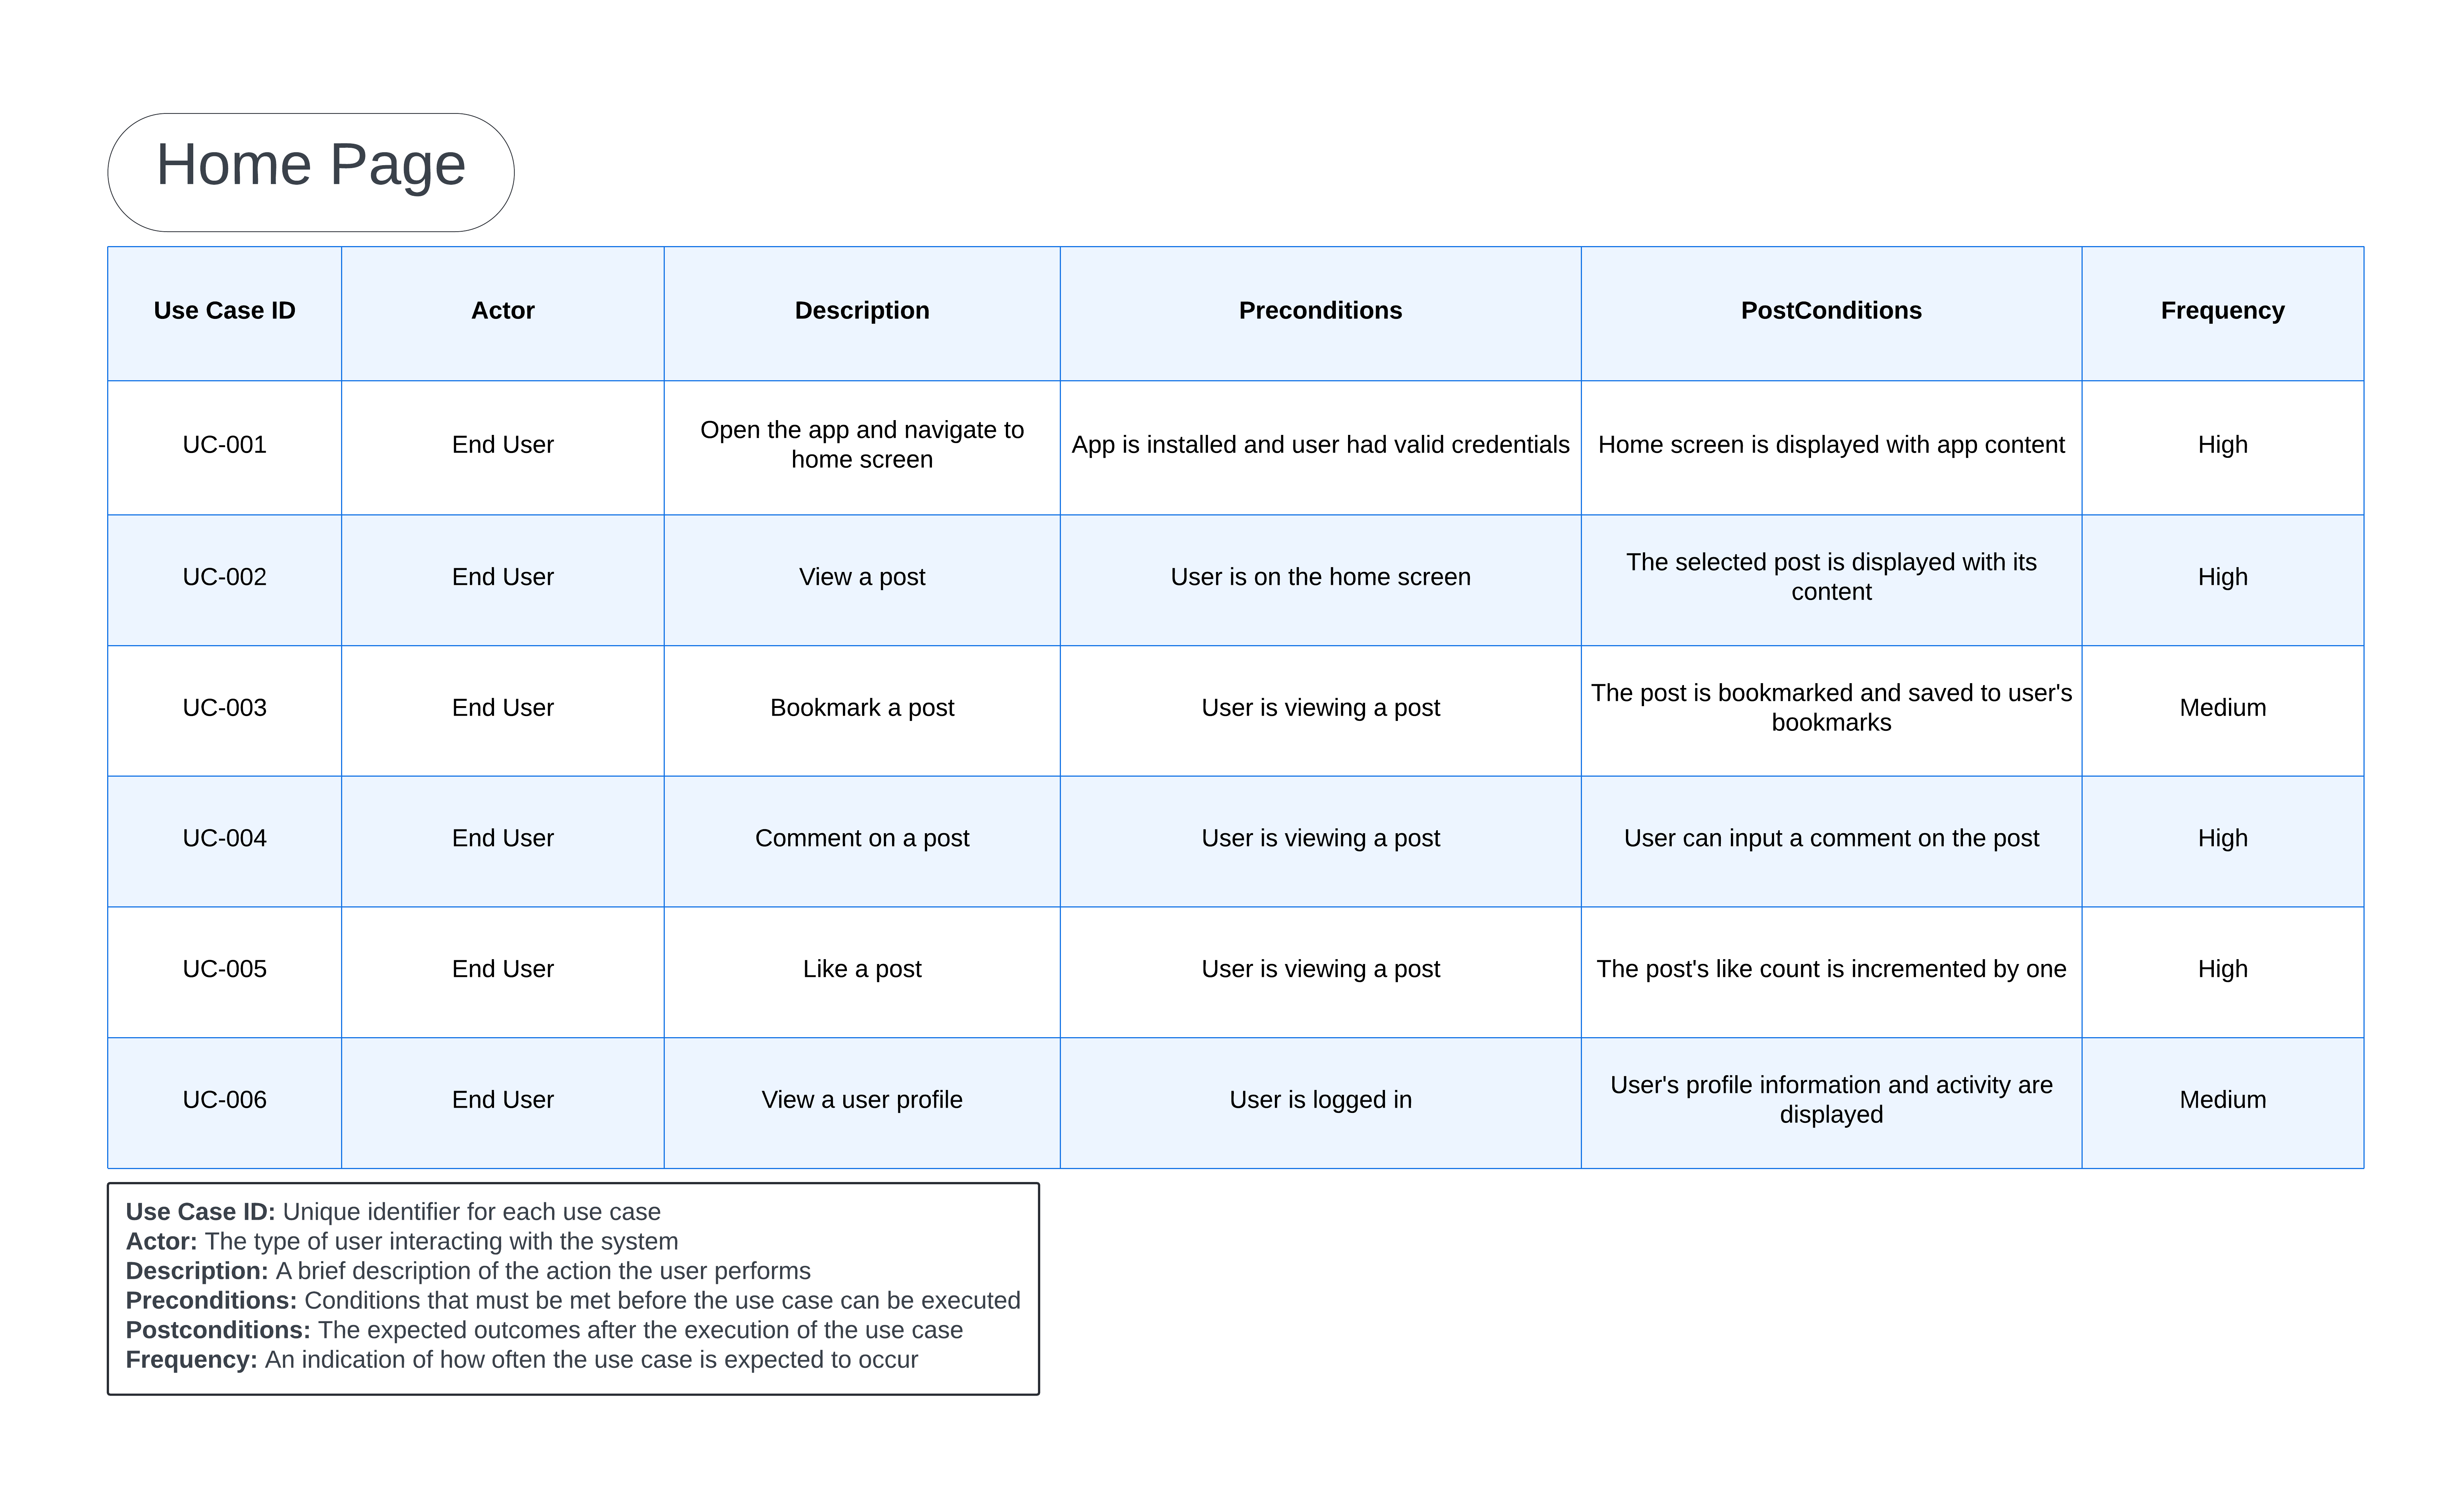 Home Page
Use Case ID Actor Description Preconditions PostConditions Frequency
UC-001 End User Open the app and navigate to home screen App is installed and user had valid credentials Home screen is displayed with app content High
UC-002 End User View a post User is on the home screen The selected post is displayed with its content High
UC-003 End User Bookmark a post User is viewing a post The post is bookmarked and saved to user's bookmarks Medium
UC-004 End User Comment on a post User is viewing a post User can input a comment on the post High
UC-005 End User Like a post User is viewing a post The post's like count is incremented by one High
UC-006 End User View a user profile User is logged in User's profile information and activity are displayed Medium
Use Case ID: Unique identifier for each use case
Actor: The type of user interacting with the system
Description: A brief description of the action the user performs
Preconditions: Conditions that must be met before the use case can be executed
Postconditions: The expected outcomes after the execution of the use case
Frequency: An indication of how often the use case is expected to occur